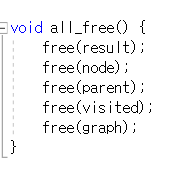 void all_free() {
free(result);
free(node);
free(parent);
free(visited);
free(graph);
}